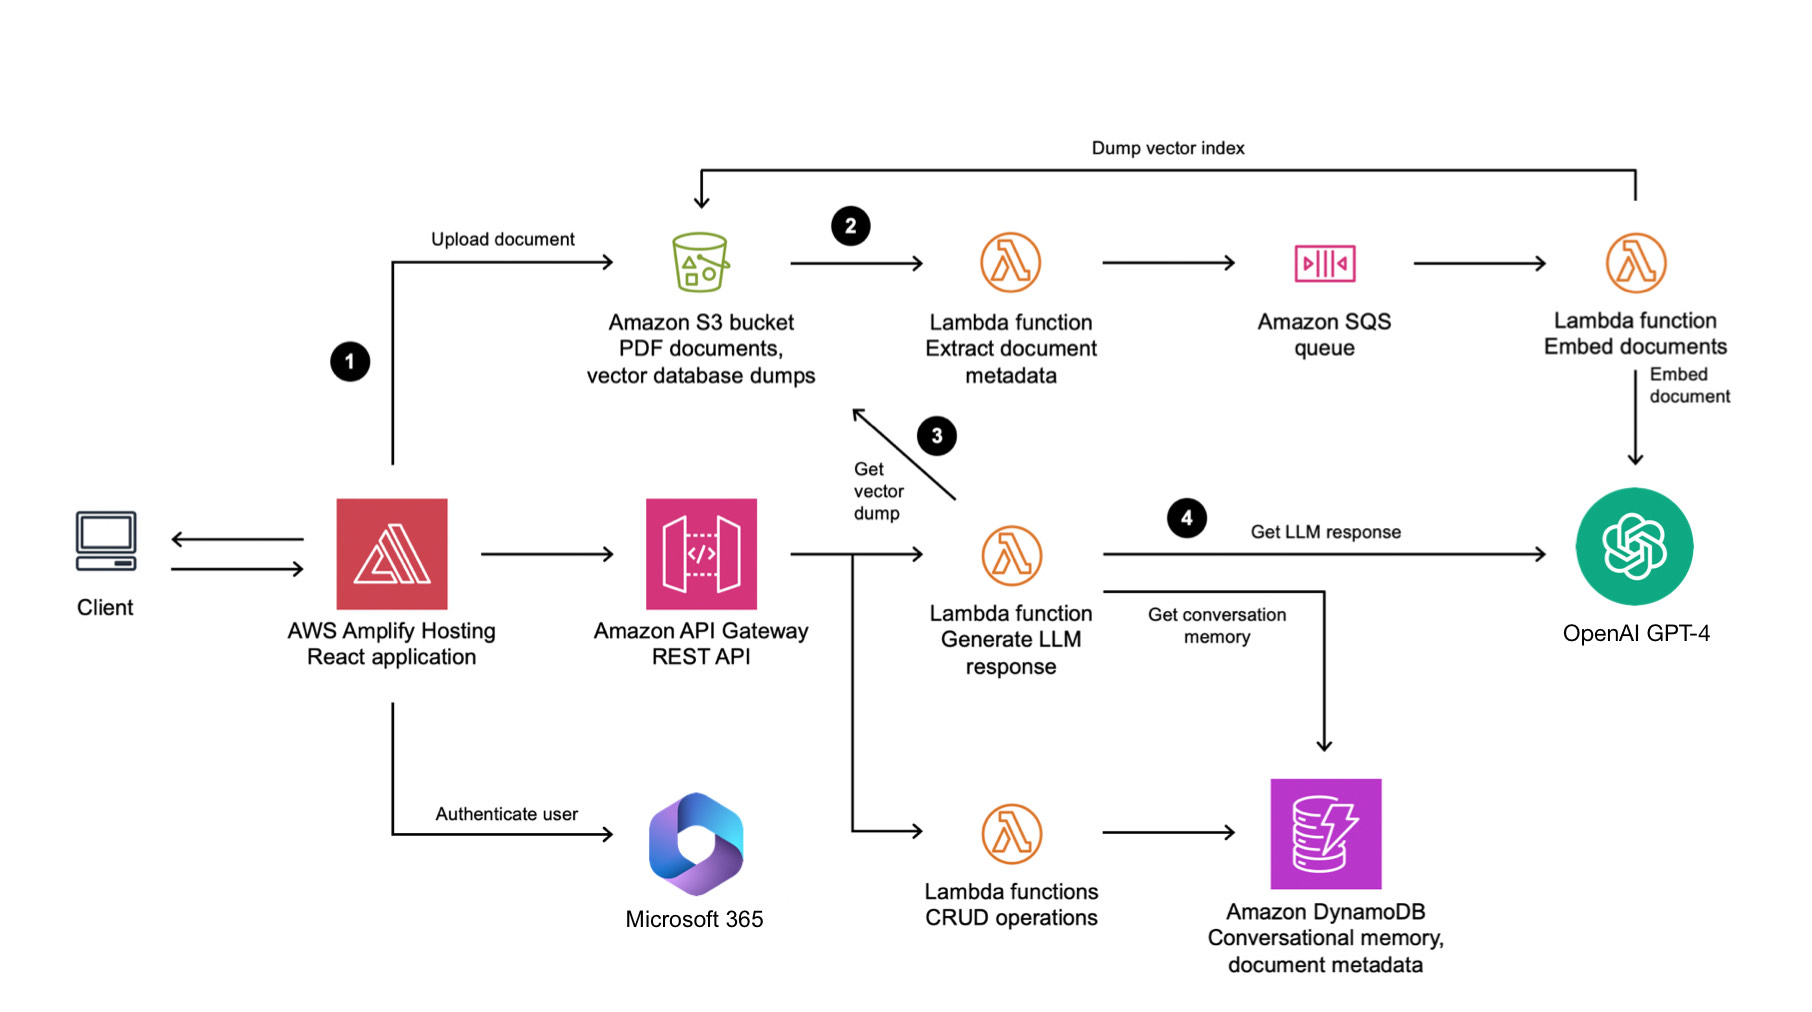 Dump vector index
Upload document
2
Amazon S3 bucket
PDF documents,
vector database dumps
Lambda function
Extract document
metadata
Amazon SQS
queue
Lambda function
Embed documents
Embed
document
1
3
Get
vector
dump
4
Get LLM response
Client
AWS Amplify Hosting
React application
</>
Amazon API Gateway
REST API
Lambda function
Generate LLM
response
Get conversation
memory
OpenAI GPT-4
Authenticate user
Microsoft 365
Lambda functions
CRUD operations
Amazon DynamoDB
Conversational memory,
document metadata